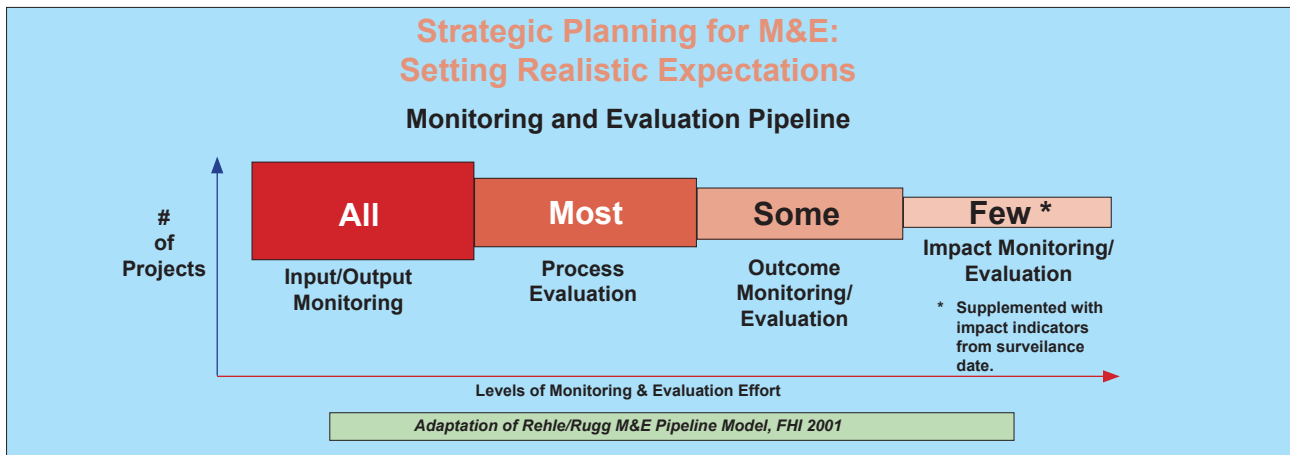 Strategic Planning for M&E:
Setting Realistic Expectations
Monitoring and Evaluation Pipeline
#
of
Projects
All
Input/Output
Monitoring
Most
Process
Evaluation
Some
Outcome
Monitoring/
Evaluation
Few *
Impact Monitoring/
Evaluation
* Supplemented with
impact indicators
from surveilance
date.
Levels of Monitoring & Evaluation Effort
Adaptation of Rehle/Rugg M&E Pipeline Model, FHI 2001